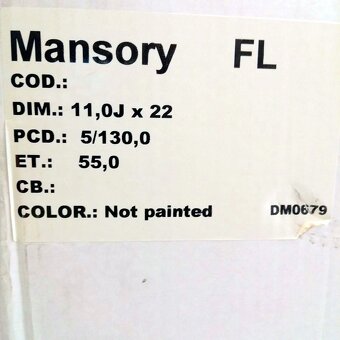 Mansory FL
COD.:
DIM.: 11,0J x 22
PCD.: 5/130,0
ET.: 55,0
CB.:
COLOR.: Not painted DM0679